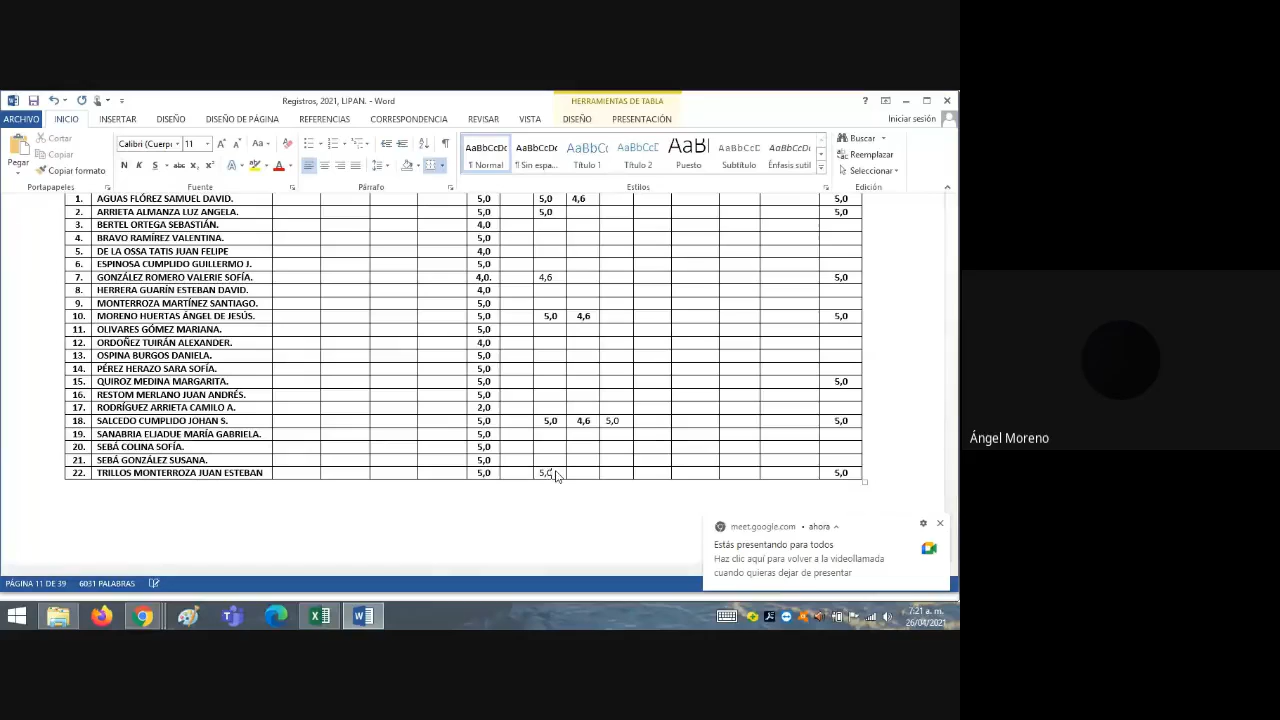 Registros, 2021, LIPAN. - Word
HERRAMIENTAS DE TABLA
ARCHIVO INICIO INSERTAR DISEÑO DISEÑO DE PÁGINA REFERENCIAS CORRESPONDENCIA REVISAR VISTA DISEÑO PRESENTACIÓN Iniciar sesión
Pegar
Cortar
Copiar
Copiar formato
Portapapeles
Calibri (Cuerp 11
N K S abc x₂ x²
Fuente
Párrafo
AaBbCcDc AaBbCcDc AaBbCc AaBbCcE AaBl AaBbCcC AaBbCcDc
¶ Normal ¶ Sin espa... Título 1 Título 2 Puesto Subtítulo Énfasis sutil
Estilos
Buscar
Reemplazar
Seleccionar
Edición
1. AGUAS FLÓREZ SAMUEL DAVID. 5,0 5,0 4,6 5,0
2. ARRIETA ALMANZA LUZ ANGELA. 5,0 5,0 5,0
3. BERTEL ORTEGA SEBASTIÁN. 4,0
4. BRAVO RAMÍREZ VALENTINA. 5,0
5. DE LA OSSA TATIS JUAN FELIPE 4,0
6. ESPINOSA CUMPLIDO GUILLERMO J. 5,0
7. GONZÁLEZ ROMERO VALERIE SOFÍA. 4,0. 4,6 5,0
8. HERRERA GUARÍN ESTEBAN DAVID. 4,0
9. MONTERROZA MARTÍNEZ SANTIAGO. 5,0
10. MORENO HUERTAS ÁNGEL DE JESÚS. 5,0 5,0 4,6 5,0
11. OLIVARES GÓMEZ MARIANA. 5,0
12. ORDOÑEZ TUIRÁN ALEXANDER. 4,0
13. OSPINA BURGOS DANIELA. 5,0
14. PÉREZ HERAZO SARA SOFÍA. 5,0
15. QUIROZ MEDINA MARGARITA. 5,0 5,0
16. RESTOM MERLANO JUAN ANDRÉS. 5,0
17. RODRÍGUEZ ARRIETA CAMILO A. 2,0
18. SALCEDO CUMPLIDO JOHAN S. 5,0 5,0 4,6 5,0 5,0
19. SANABRIA ELJADUE MARÍA GABRIELA. 5,0
20. SEBÁ COLINA SOFÍA. 5,0
21. SEBÁ GONZÁLEZ SUSANA. 5,0
22. TRILLOS MONTERROZA JUAN ESTEBAN 5,0 5,0 5,0
meet.google.com • ahora
Estás presentando para todos
Haz clic aquí para volver a la videollamada
cuando quieras dejar de presentar
PÁGINA 11 DE 39 6031 PALABRAS
7:21 a. m.
26/04/2021
Ángel Moreno